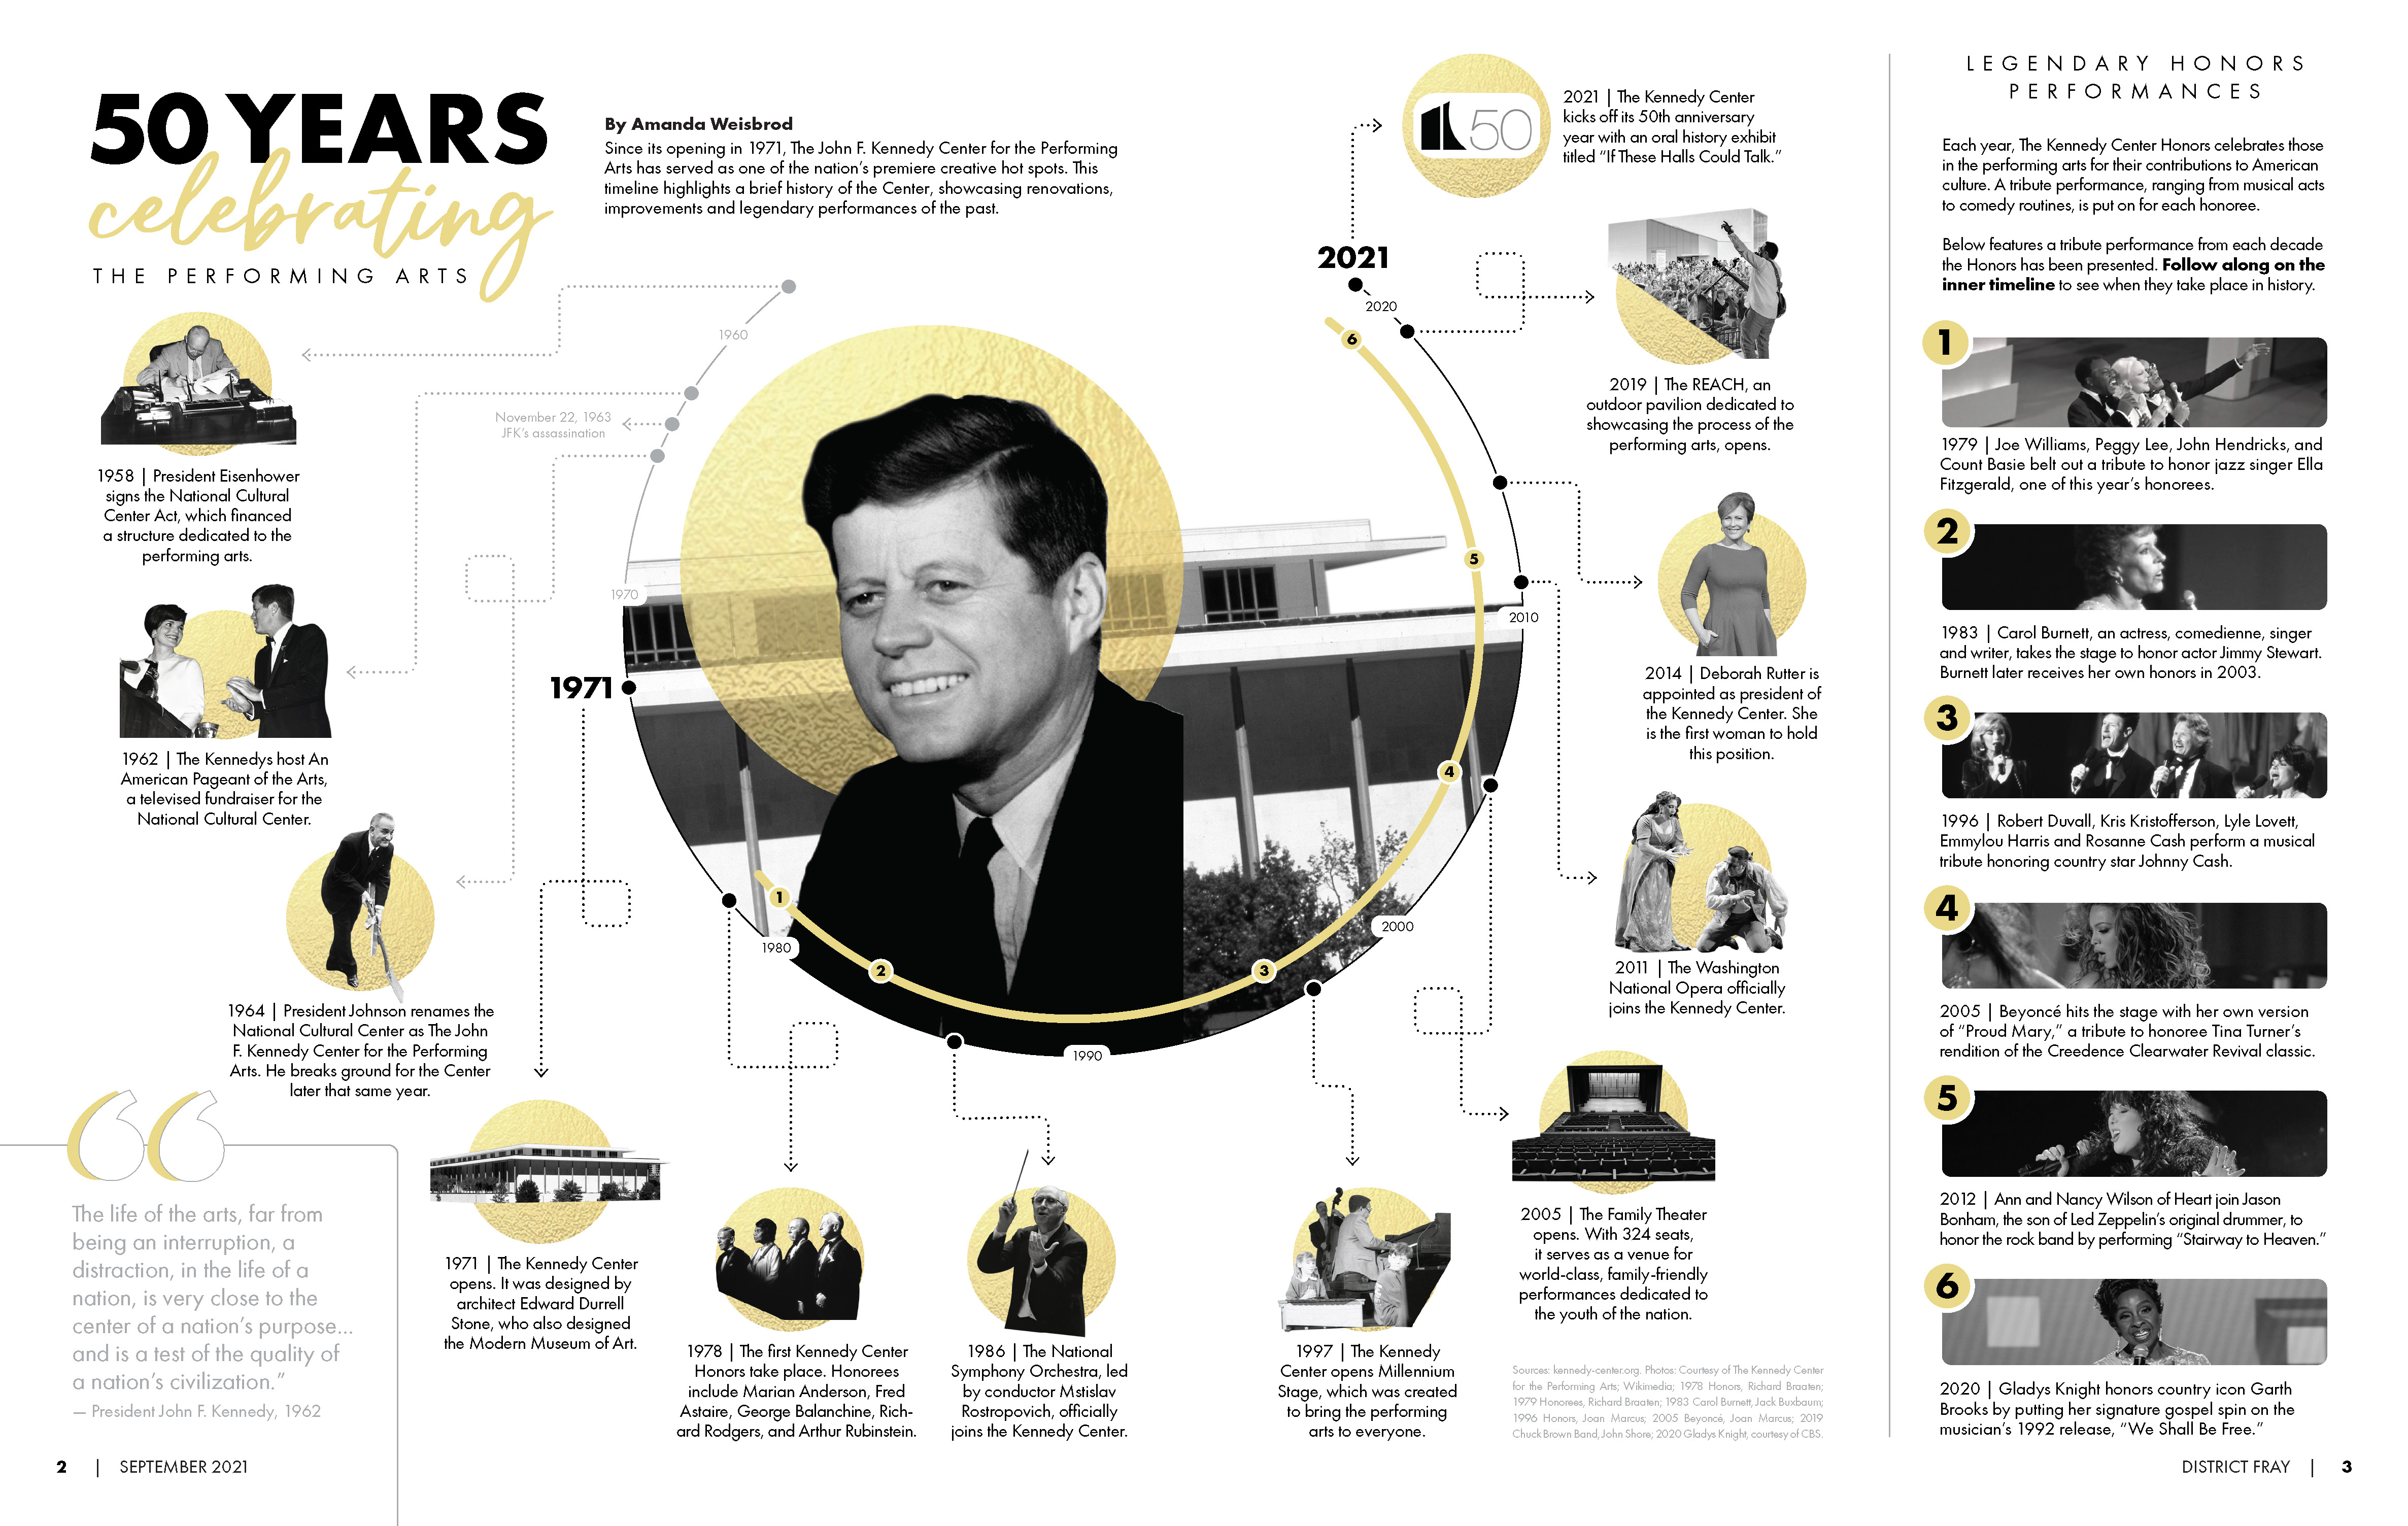 50 YEARS
celebrating
THE PERFORMING ARTS
By Amanda Weisbrod
Since its opening in 1971, The John F. Kennedy Center for the Performing
Arts has served as one of the nation's premiere creative hot spots. This
timeline highlights a brief history of the Center, showcasing renovations,
improvements and legendary performances of the past.
1960
November 22, 1963
JFK's assassination
1970
1971
1980
1990
2000
2010
2020
2021
1
2
3
4
5
6
1958 | President Eisenhower
signs the National Cultural
Center Act, which financed
a structure dedicated to the
performing arts.
1962 | The Kennedys host An
American Pageant of the Arts,
a televised fundraiser for the
National Cultural Center.
1964 | President Johnson renames the
National Cultural Center as The John
F. Kennedy Center for the Performing
Arts. He breaks ground for the Center
later that same year.
“
The life of the arts, far from
being an interruption, a
distraction, in the life of a
nation, is very close to the
center of a nation's purpose...
and is a test of the quality of
a nation's civilization.”
— President John F. Kennedy, 1962
1971 | The Kennedy Center
opens. It was designed by
architect Edward Durrell
Stone, who also designed
the Modern Museum of Art.
1978 | The first Kennedy Center
Honors take place. Honorees
include Marian Anderson, Fred
Astaire, George Balanchine, Rich-
ard Rodgers, and Arthur Rubinstein.
1986 | The National
Symphony Orchestra, led
by conductor Mstislav
Rostropovich, officially
joins the Kennedy Center.
1997 | The Kennedy
Center opens Millennium
Stage, which was created
to bring the performing
arts to everyone.
2005 | The Family Theater
opens. With 324 seats,
it serves as a venue for
world-class, family-friendly
performances dedicated to
the youth of the nation.
2011 | The Washington
National Opera officially
joins the Kennedy Center.
2014 | Deborah Rutter is
appointed as president of
the Kennedy Center. She
is the first woman to hold
this position.
2019 | The REACH, an
outdoor pavilion dedicated to
showcasing the process of the
performing arts, opens.
50
2021 | The Kennedy Center
kicks off its 50th anniversary
year with an oral history exhibit
titled “If These Halls Could Talk.”
Sources: kennedy-center.org. Photos: Courtesy of The Kennedy Center
for the Performing Arts; Wikimedia; 1978 Honors, Richard Braaten;
1979 Honorees, Richard Braaten; 1983 Carol Burnett, Jack Buxbaum;
1996 Honors, Joan Marcus; 2005 Beyoncé, Joan Marcus; 2019
Chuck Brown Band, John Shore; 2020 Gladys Knight, courtesy of CBS.
LEGENDARY HONORS
PERFORMANCES
Each year, The Kennedy Center Honors celebrates those
in the performing arts for their contributions to American
culture. A tribute performance, ranging from musical acts
to comedy routines, is put on for each honoree.
Below features a tribute performance from each decade
the Honors has been presented. Follow along on the
inner timeline to see when they take place in history.
1
1979 | Joe Williams, Peggy Lee, John Hendricks, and
Count Basie belt out a tribute to honor jazz singer Ella
Fitzgerald, one of this year's honorees.
2
1983 | Carol Burnett, an actress, comedienne, singer
and writer, takes the stage to honor actor Jimmy Stewart.
Burnett later receives her own honors in 2003.
3
1996 | Robert Duvall, Kris Kristofferson, Lyle Lovett,
Emmylou Harris and Rosanne Cash perform a musical
tribute honoring country star Johnny Cash.
4
2005 | Beyoncé hits the stage with her own version
of “Proud Mary,” a tribute to honoree Tina Turner's
rendition of the Creedence Clearwater Revival classic.
5
2012 | Ann and Nancy Wilson of Heart join Jason
Bonham, the son of Led Zeppelin's original drummer, to
honor the rock band by performing “Stairway to Heaven.”
6
2020 | Gladys Knight honors country icon Garth
Brooks by putting her signature gospel spin on the
musician's 1992 release, “We Shall Be Free.”
2 | SEPTEMBER 2021
DISTRICT FRAY | 3